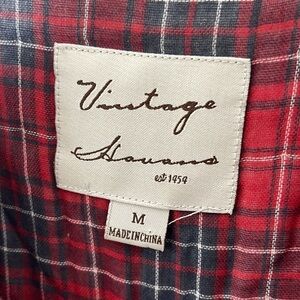 Vintage
Havana
est 1959
M
MADE IN CHINA